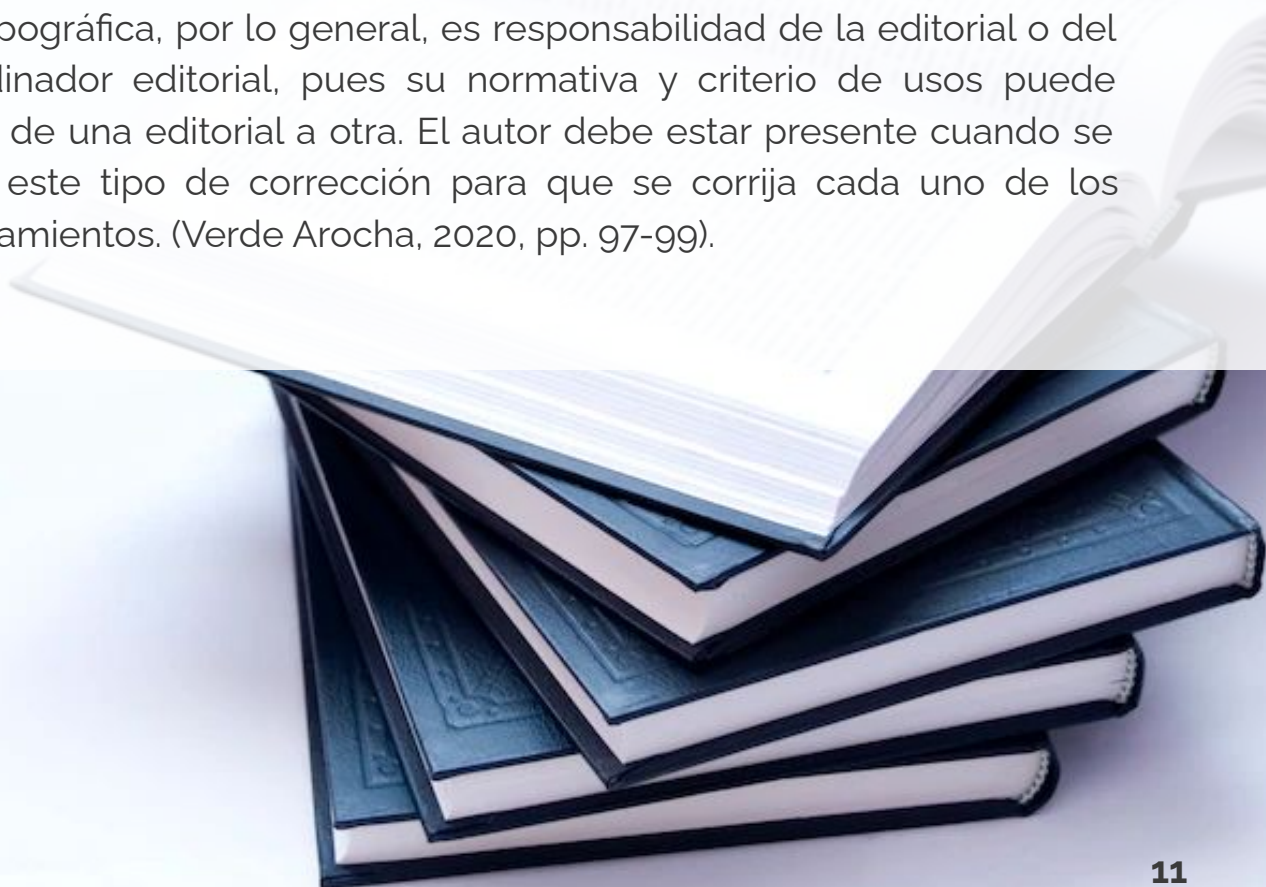 pográfica, por lo general, es responsabilidad de la editorial o del
dinador editorial, pues su normativa y criterio de usos puede
de una editorial a otra. El autor debe estar presente cuando se
este tipo de corrección para que se corrija cada uno de los
amientos. (Verde Arocha, 2020, pp. 97-99).
11